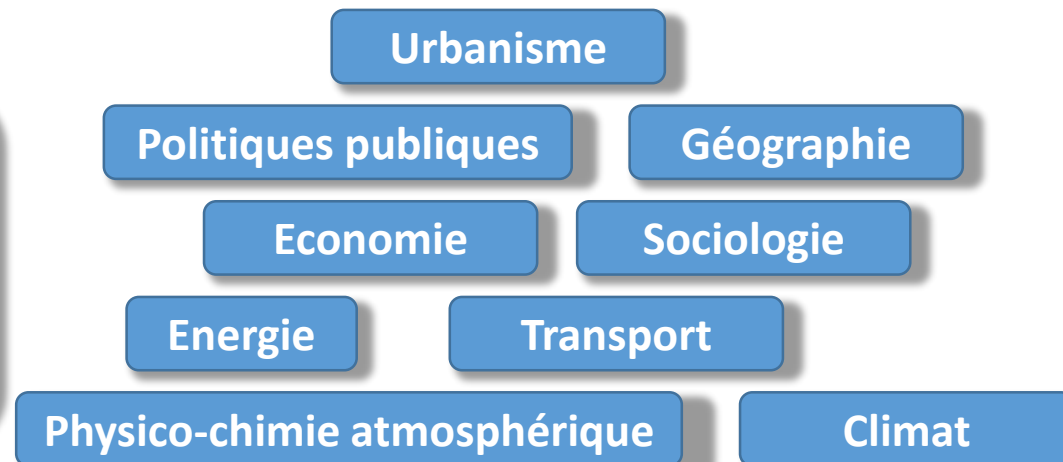 Urbanisme
Politiques publiques
Géographie
Economie
Sociologie
Energie
Transport
Physico-chimie atmosphérique
Climat